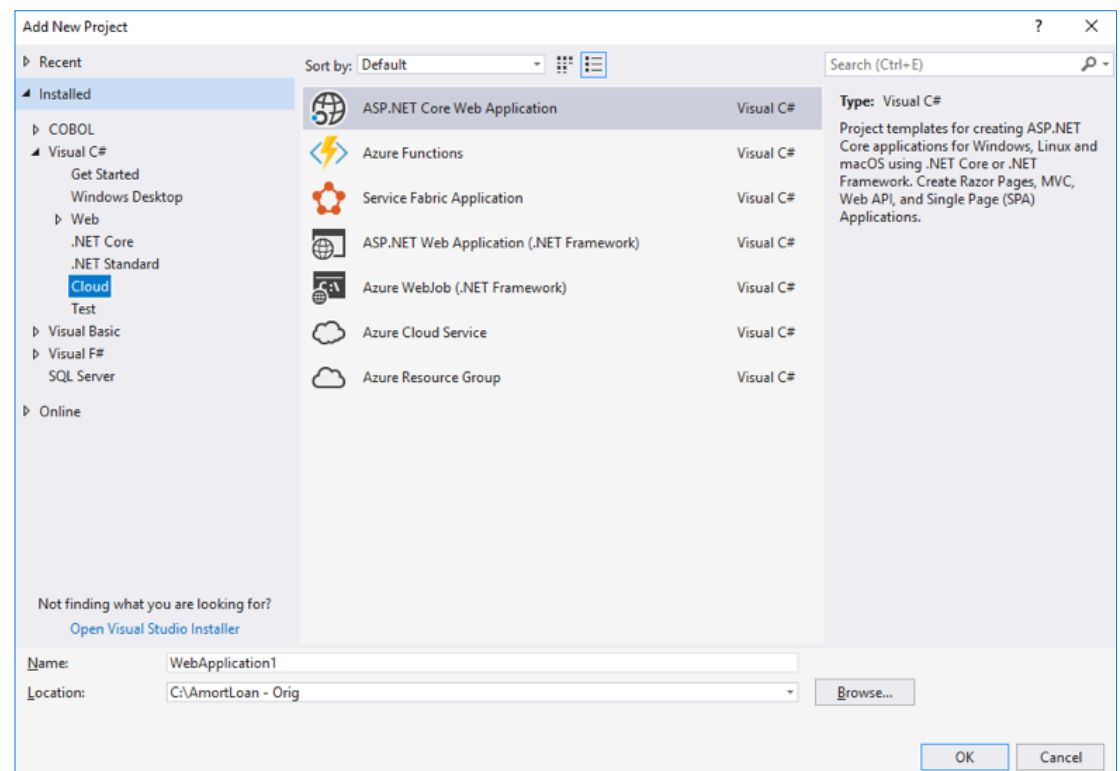 Add New Project
?
Recent
Installed
COBOL
Visual C#
Get Started
Windows Desktop
Web
.NET Core
.NET Standard
Cloud
Test
Visual Basic
Visual F#
SQL Server
Online
Not finding what you are looking for?
Open Visual Studio Installer
Sort by: Default
ASP.NET Core Web Application Visual C#
Azure Functions Visual C#
Service Fabric Application Visual C#
ASP.NET Web Application (.NET Framework) Visual C#
Azure WebJob (.NET Framework) Visual C#
Azure Cloud Service Visual C#
Azure Resource Group Visual C#
Search (Ctrl+E)
Type: Visual C#
Project templates for creating ASP.NET
Core applications for Windows, Linux and
macOS using .NET Core or .NET
Framework. Create Razor Pages, MVC,
Web API, and Single Page (SPA)
Applications.
Name: WebApplication1
Location: C:\AmortLoan - Orig
Browse...
OK Cancel